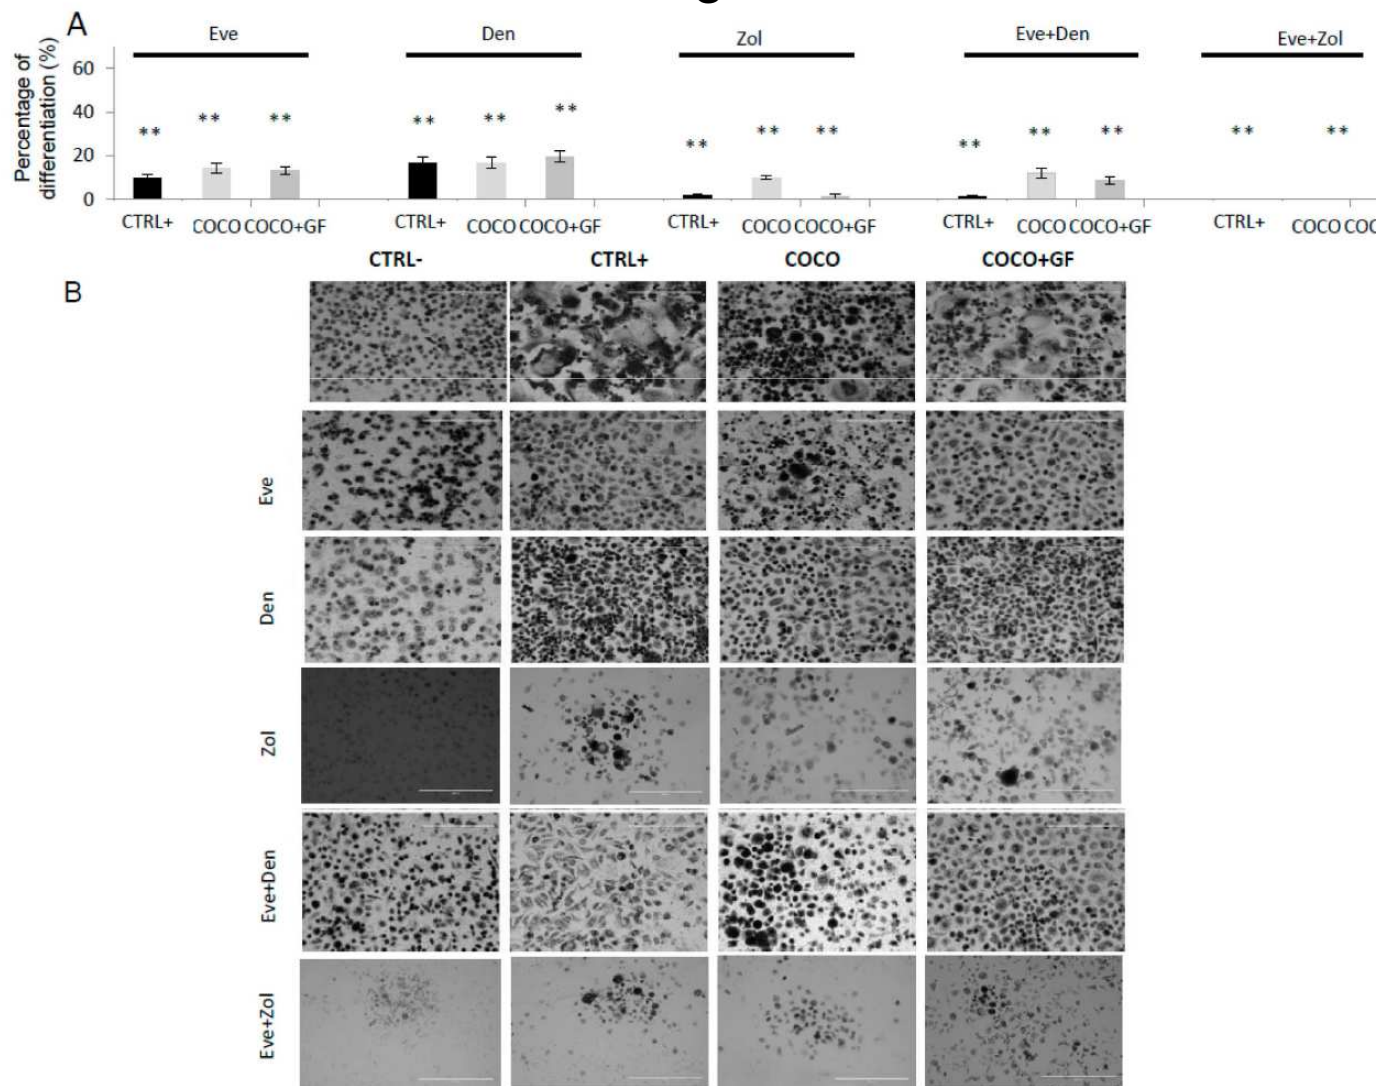 g
A
Eve Den Zol Eve+Den Eve+Zol
Percentage of
differentiation (%)
60
40
20
0
** ** ** ** ** ** ** ** ** ** ** ** ** **
CTRL+ COCO COCO+GF CTRL+ COCO COCO+GF CTRL+ COCO COCO+GF CTRL+ COCO COCO+GF CTRL+ COCO COC
B
CTRL- CTRL+ COCO COCO+GF
Eve
Den
Zol
Eve+Den
Eve+Zol